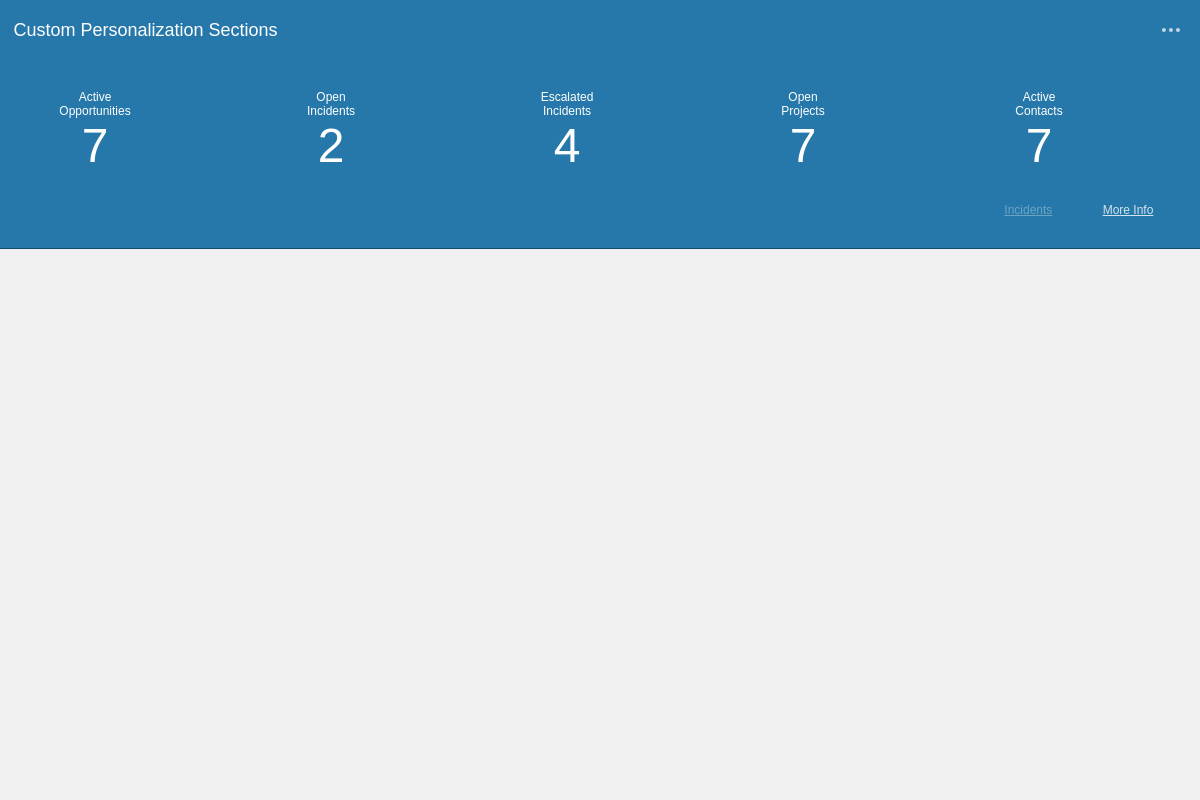 Custom Personalization Sections
Active
Opportunities
7
Open
Incidents
2
Escalated
Incidents
4
Open
Projects
7
Active
Contacts
7
Incidents
More Info